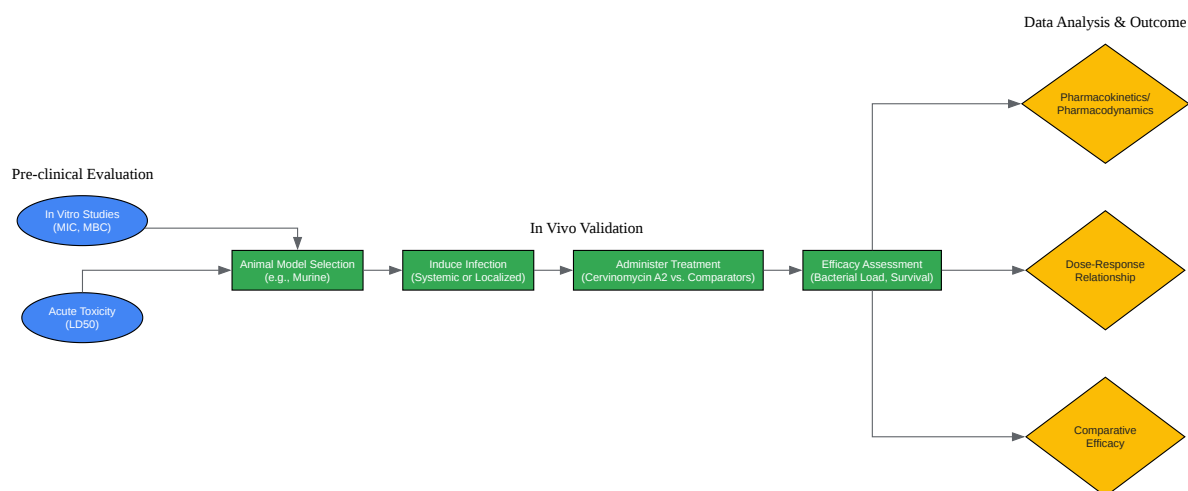 Data Analysis & Outcome
Pharmacokinetics/
Pharmacodynamics
Pre-clinical Evaluation
In Vitro Studies
(MIC, MBC)
In Vivo Validation
Animal Model Selection
(e.g., Murine)
Induce Infection
(Systemic or Localized)
Administer Treatment
(Cervinomycin A2 vs. Comparators)
Efficacy Assessment
(Bacterial Load, Survival)
Dose-Response
Relationship
Acute Toxicity
(LD50)
Comparative
Efficacy